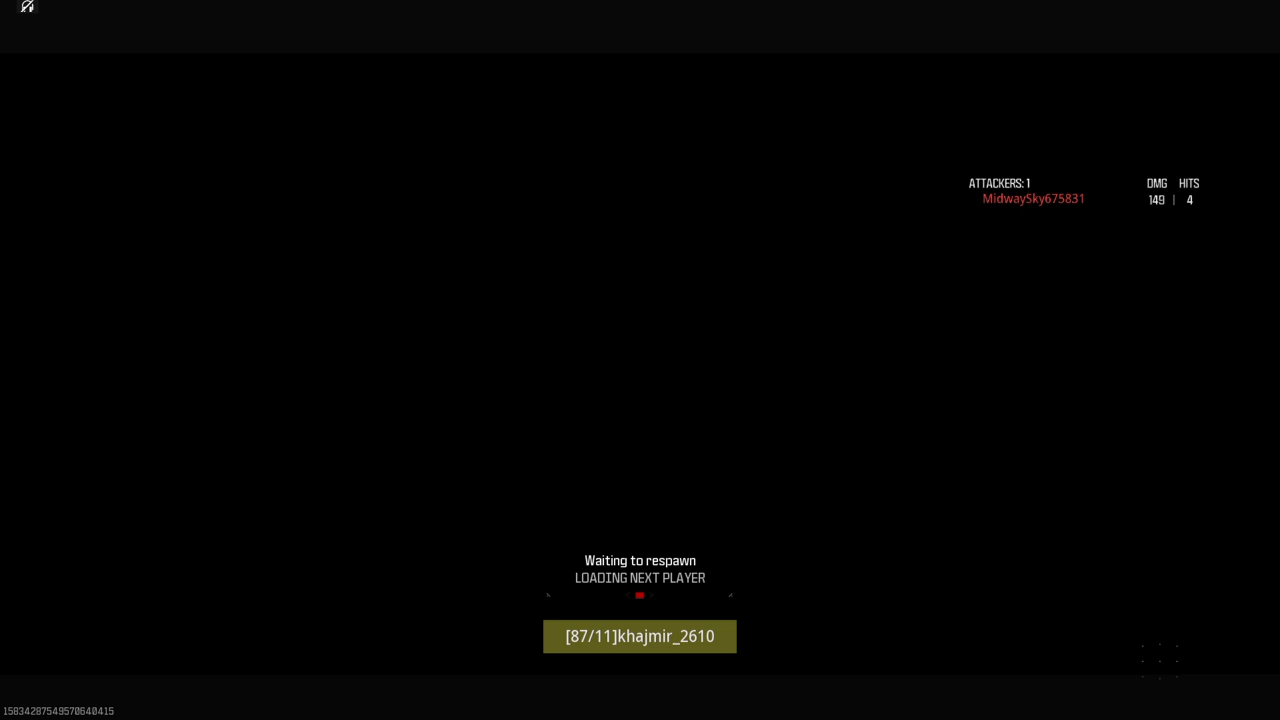 ATTACKERS: 1 DMG HITS
MidwaySky675831 149 | 4
Waiting to respawn
LOADING NEXT PLAYER
[87/11]khajmir_2610
15834287549570640415